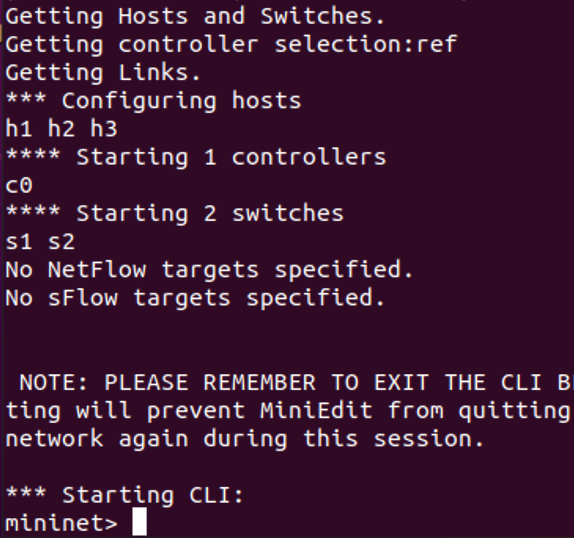 Getting Hosts and Switches.
Getting controller selection:ref
Getting Links.
*** Configuring hosts
h1 h2 h3
**** Starting 1 controllers
c0
**** Starting 2 switches
s1 s2
No NetFlow targets specified.
No sFlow targets specified.
NOTE: PLEASE REMEMBER TO EXIT THE CLI B
ting will prevent MiniEdit from quitting
network again during this session.
*** Starting CLI:
mininet>